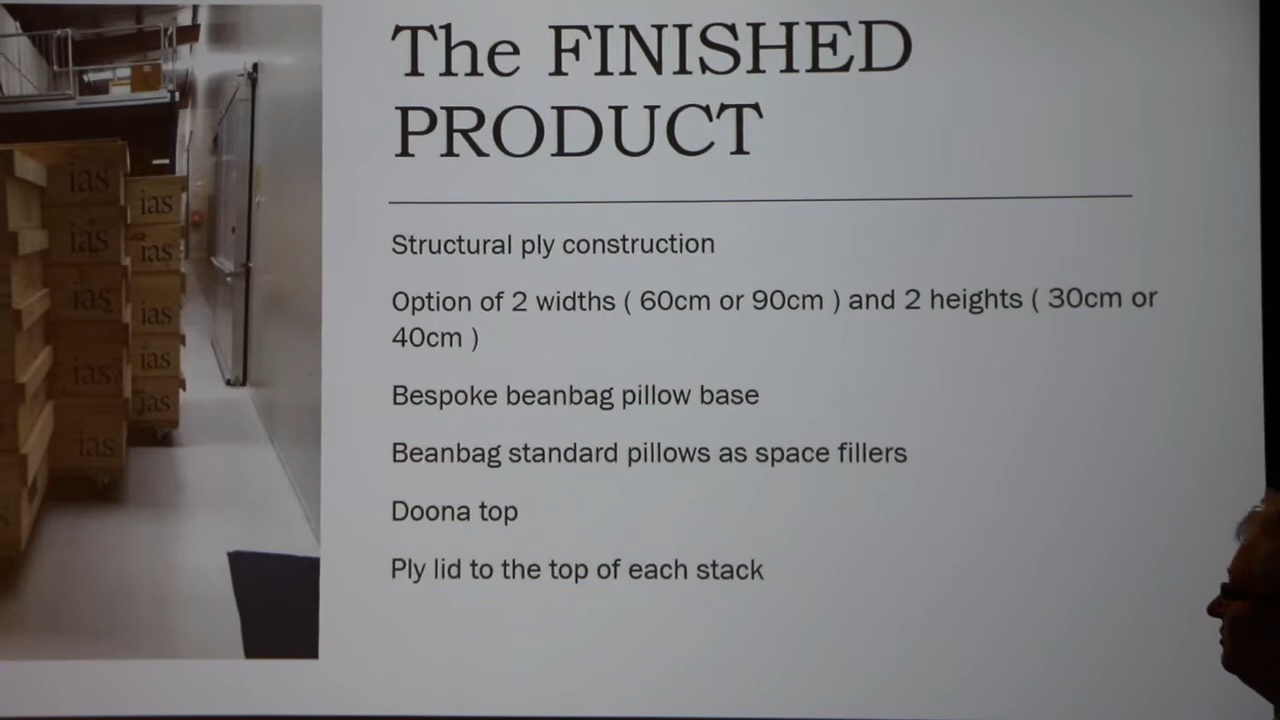 The FINISHED
PRODUCT
Structural ply construction
Option of 2 widths ( 60cm or 90cm ) and 2 heights ( 30cm or
40cm )
Bespoke beanbag pillow base
Beanbag standard pillows as space fillers
Doona top
Ply lid to the top of each stack
ias
ias
ias
ias
ias
ias
ias
ias
ias
ias